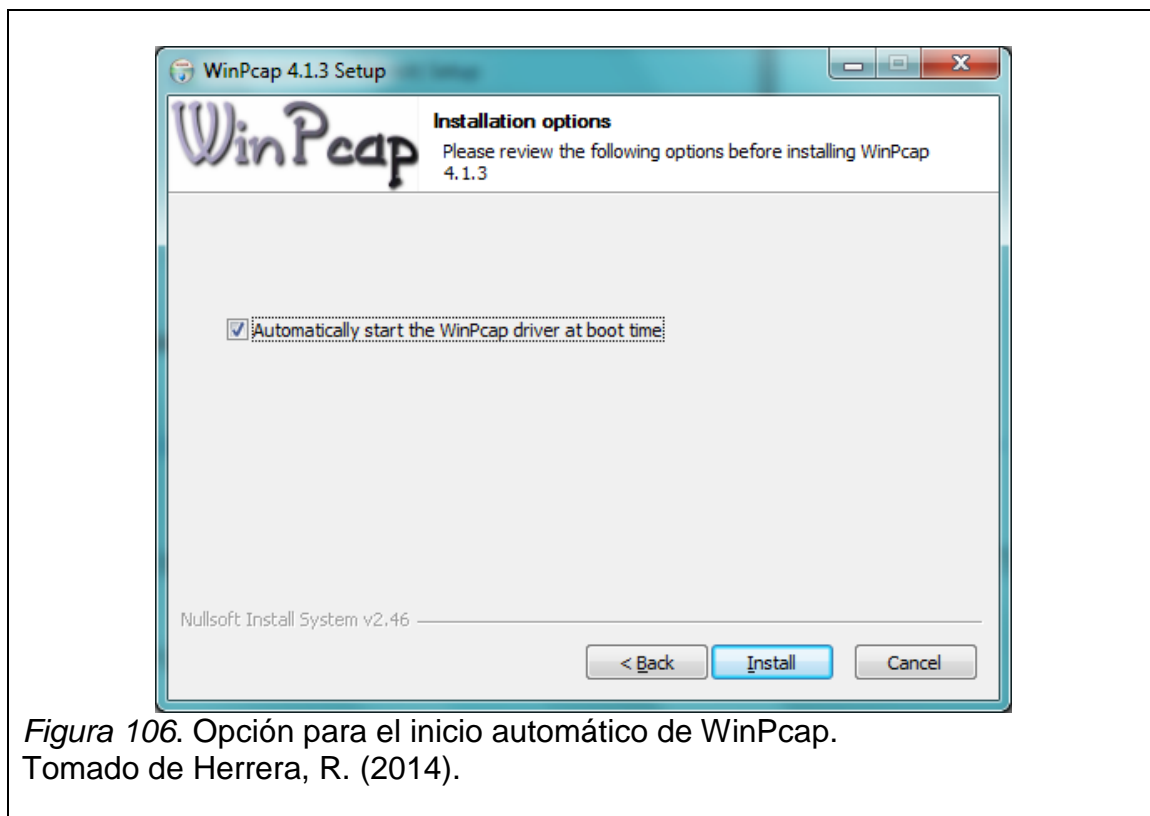 WinPcap 4.1.3 Setup
WinPcap
Installation options
Please review the following options before installing WinPcap
4.1.3
Automatically start the WinPcap driver at boot time
Nullsoft Install System v2.46
< Back
Install
Cancel
Figura 106. Opción para el inicio automático de WinPcap.
Tomado de Herrera, R. (2014).